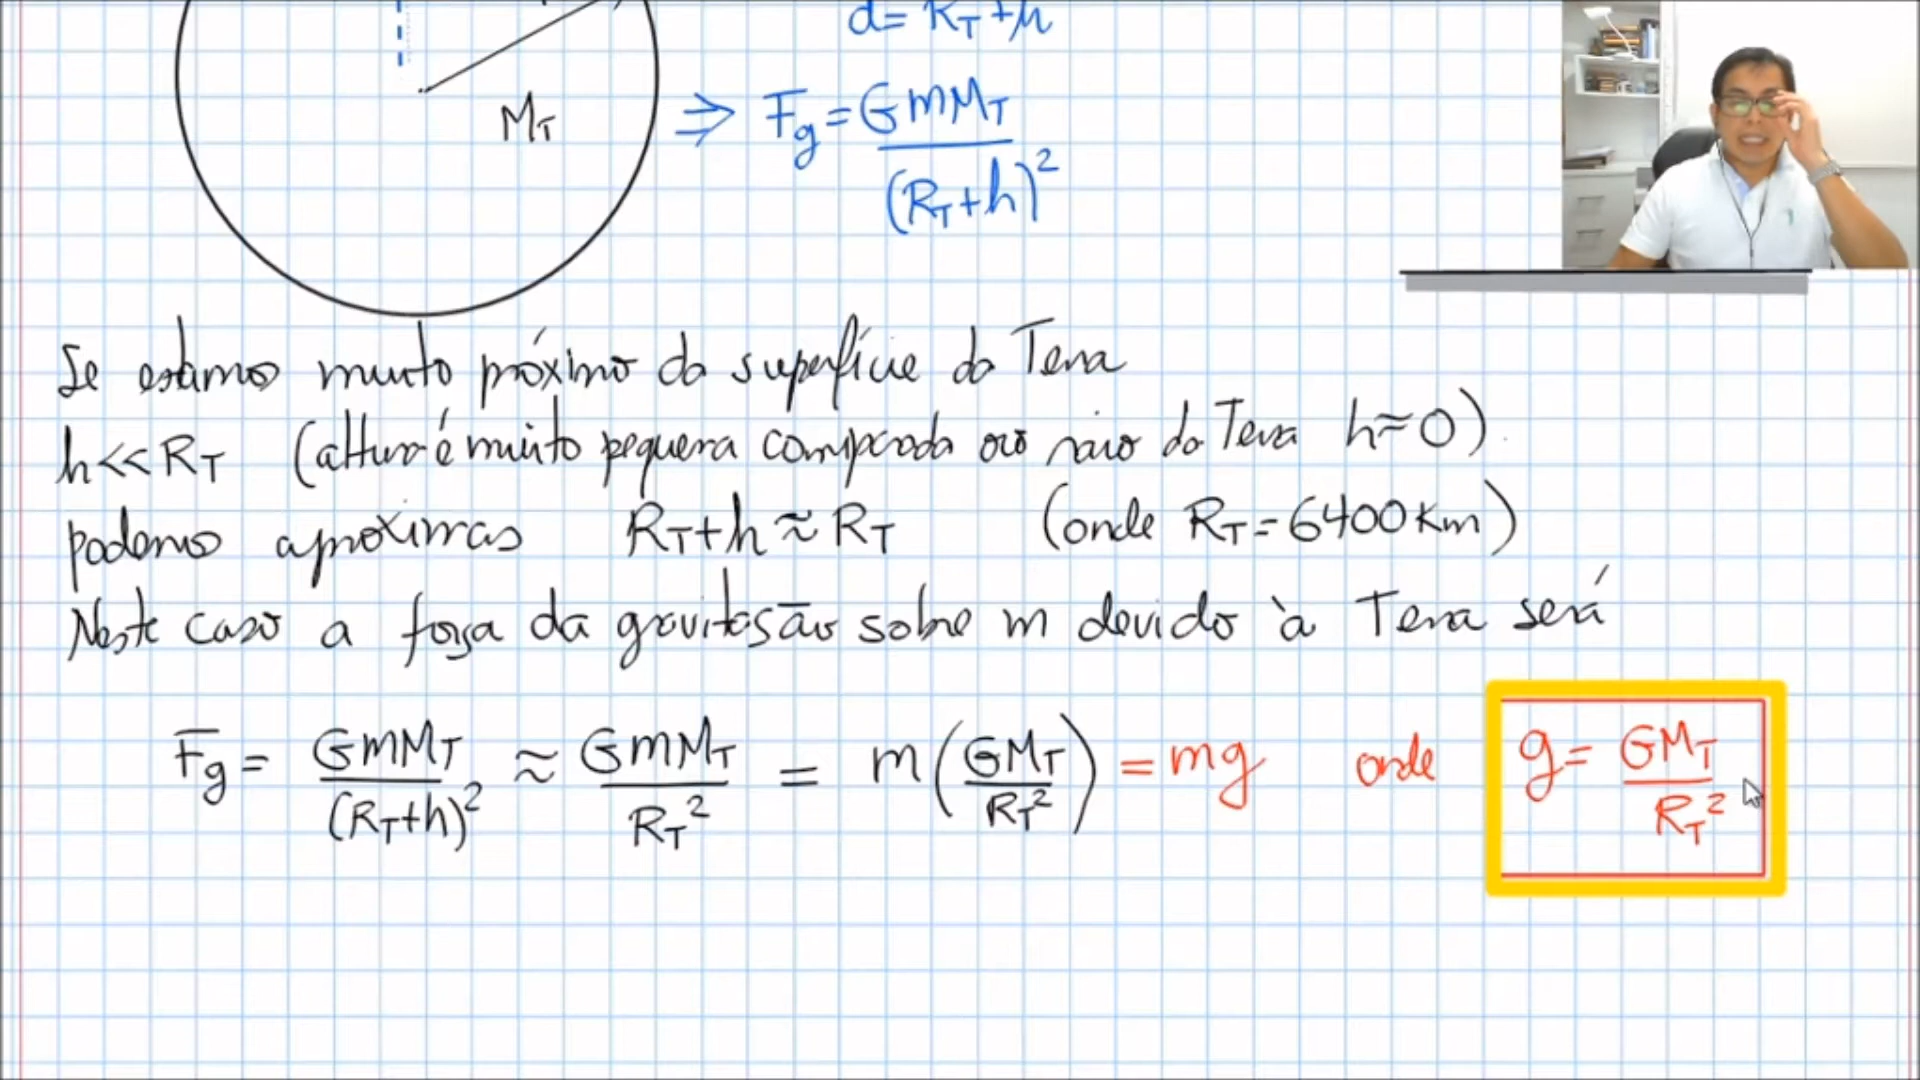 d = R_T + h
M_T
⇒ F_g = GmM_T / (R_T+h)²
Se estamos muito próximo da superfície da Terra
h << R_T (altura é muito pequena comparada ao raio da Terra h ≈ 0).
podemos aproximar R_T+h ≈ R_T (onde R_T = 6400 Km)
Neste caso a força da gravitação sobre m devido à Terra será
F_g = GmM_T / (R_T+h)² ≈ GmM_T / R_T² = m(GM_T / R_T²) = mg onde g = GM_T / R_T²